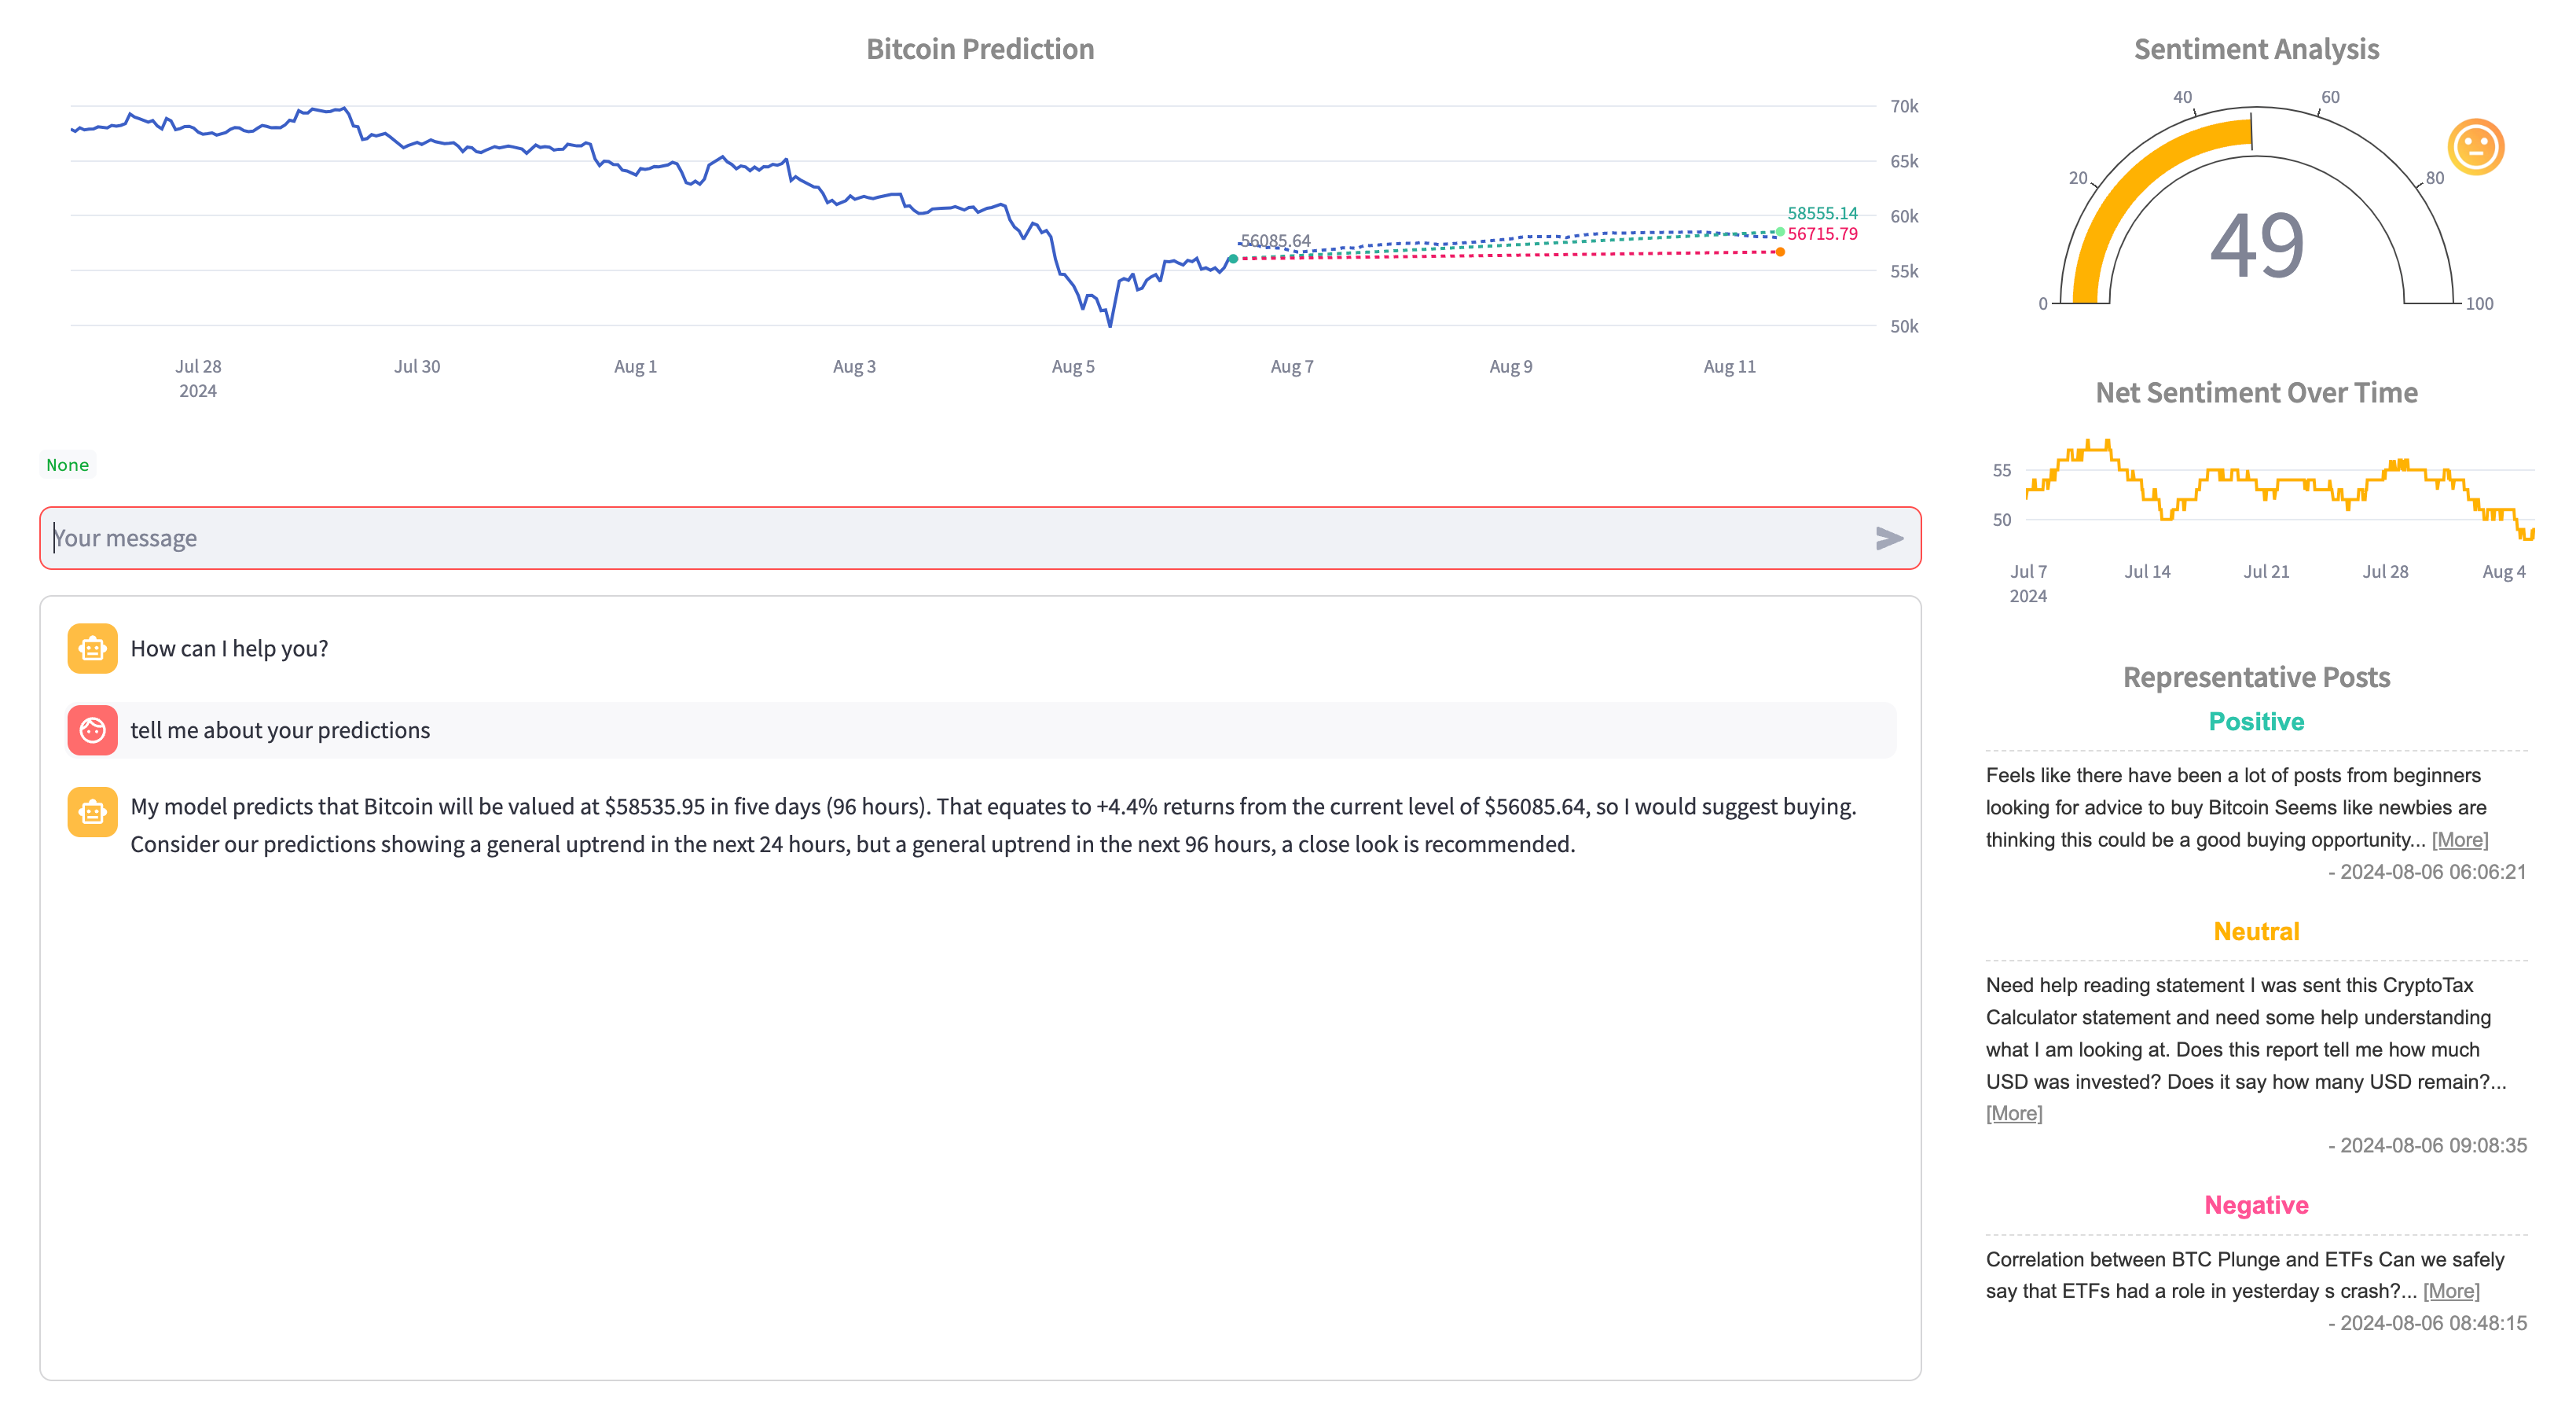 Bitcoin Prediction
70k
65k
60k
55k
50k
58555.14
56715.79
56085.64
Jul 28
2024
Jul 30
Aug 1
Aug 3
Aug 5
Aug 7
Aug 9
Aug 11
None
Your message
How can I help you?
tell me about your predictions
My model predicts that Bitcoin will be valued at $58535.95 in five days (96 hours). That equates to +4.4% returns from the current level of $56085.64, so I would suggest buying.
Consider our predictions showing a general uptrend in the next 24 hours, but a general uptrend in the next 96 hours, a close look is recommended.
Sentiment Analysis
0
20
40
60
80
100
49
Net Sentiment Over Time
55
50
Jul 7
2024
Jul 14
Jul 21
Jul 28
Aug 4
Representative Posts
Positive
Feels like there have been a lot of posts from beginners
looking for advice to buy Bitcoin Seems like newbies are
thinking this could be a good buying opportunity... [More]
- 2024-08-06 06:06:21
Neutral
Need help reading statement I was sent this CryptoTax
Calculator statement and need some help understanding
what I am looking at. Does this report tell me how much
USD was invested? Does it say how many USD remain?...
[More]
- 2024-08-06 09:08:35
Negative
Correlation between BTC Plunge and ETFs Can we safely
say that ETFs had a role in yesterday s crash?... [More]
- 2024-08-06 08:48:15